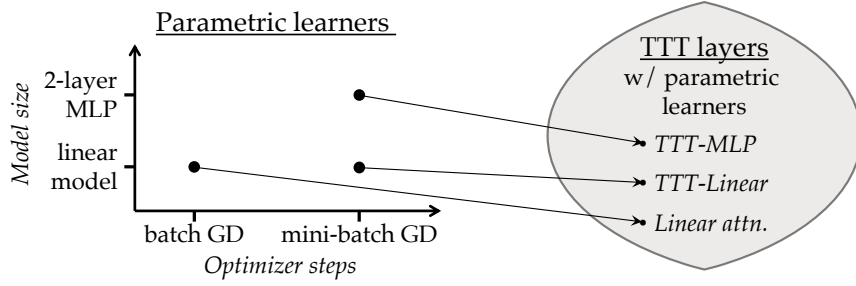 Parametric learners
Model size
2-layer
MLP
linear
model
batch GD
mini-batch GD
Optimizer steps
TTT layers
w/ parametric
learners
TTT-MLP
TTT-Linear
Linear attn.